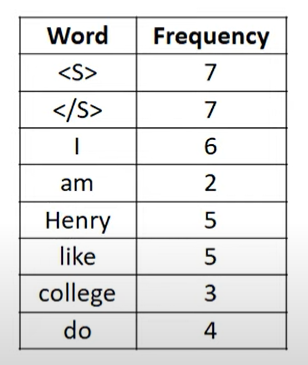 Word Frequency
<S> 7
</S> 7
I 6
am 2
Henry 5
like 5
college 3
do 4